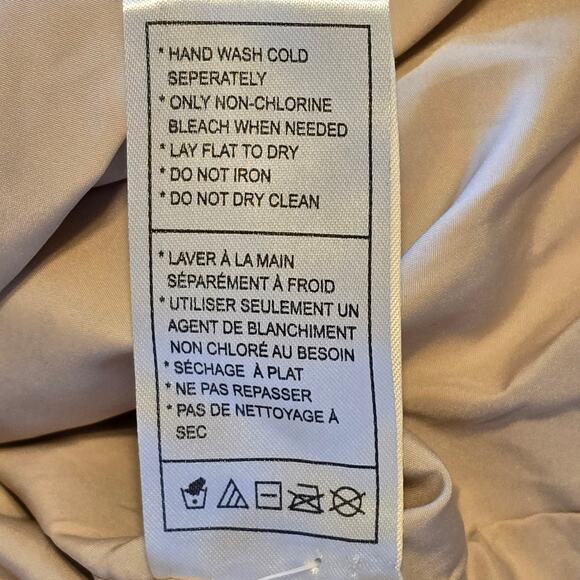 * HAND WASH COLD
SEPERATELY
* ONLY NON-CHLORINE
BLEACH WHEN NEEDED
* LAY FLAT TO DRY
* DO NOT IRON
* DO NOT DRY CLEAN
* LAVER À LA MAIN
SÉPARÉMENT À FROID
* UTILISER SEULEMENT UN
AGENT DE BLANCHIMENT
NON CHLORÉ AU BESOIN
* SÉCHAGE À PLAT
* NE PAS REPASSER
* PAS DE NETTOYAGE À
SEC